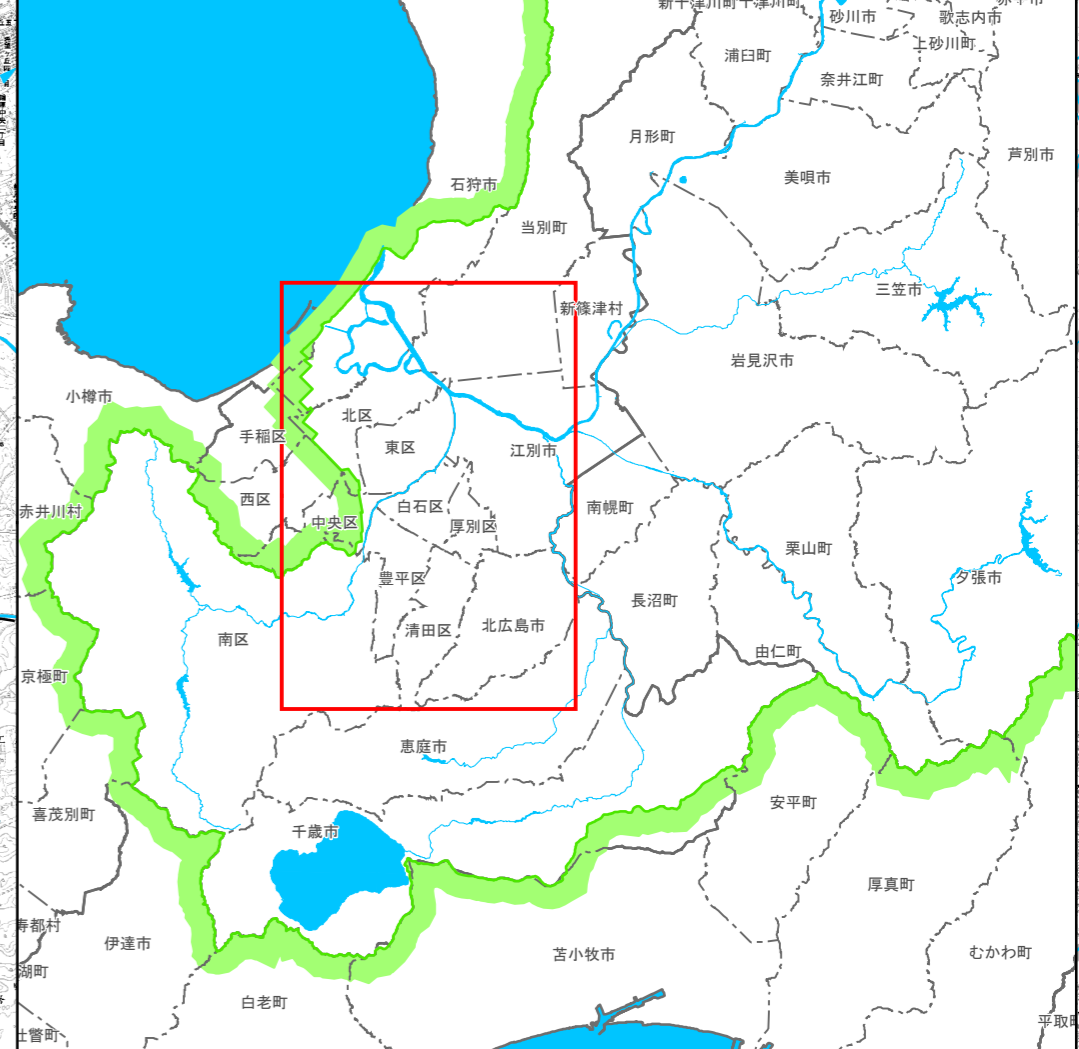 砂川市
歌志内市
上砂川町
浦臼町
奈井江町
月形町
芦別市
美唄市
石狩市
当別町
三笠市
新篠津村
岩見沢市
小樽市
北区
手稲区
東区
江別市
西区
白石区
南幌町
赤井川村
中央区
厚別区
栗山町
豊平区
夕張市
長沼町
清田区
北広島市
南区
由仁町
京極町
恵庭市
安平町
喜茂別町
千歳市
厚真町
寿都村
伊達市
苫小牧市
むかわ町
湖町
白老町
平取町
壮瞥町